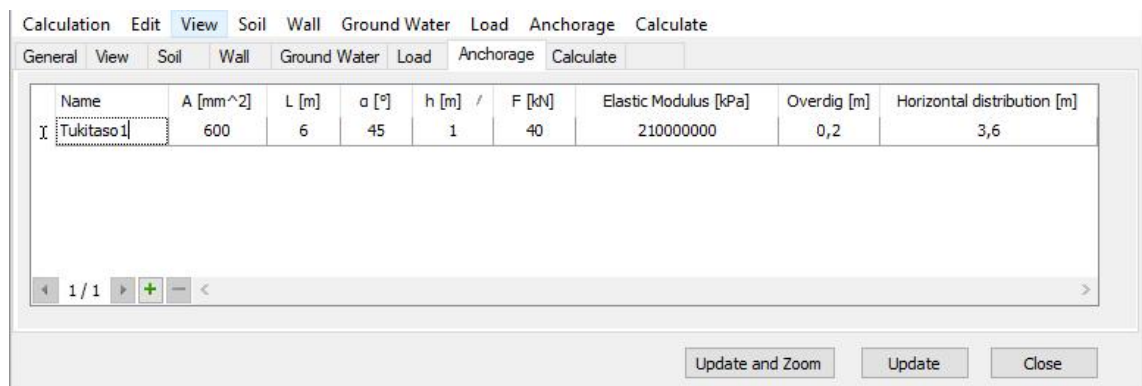 Calculation Edit View Soil Wall Ground Water Load Anchorage Calculate
General View Soil Wall Ground Water Load Anchorage Calculate
Name A [mm^2] L [m] α [°] h [m] / F [kN] Elastic Modulus [kPa] Overdig [m] Horizontal distribution [m]
Tukitaso1 600 6 45 1 40 210000000 0,2 3,6
1 / 1
Update and Zoom Update Close